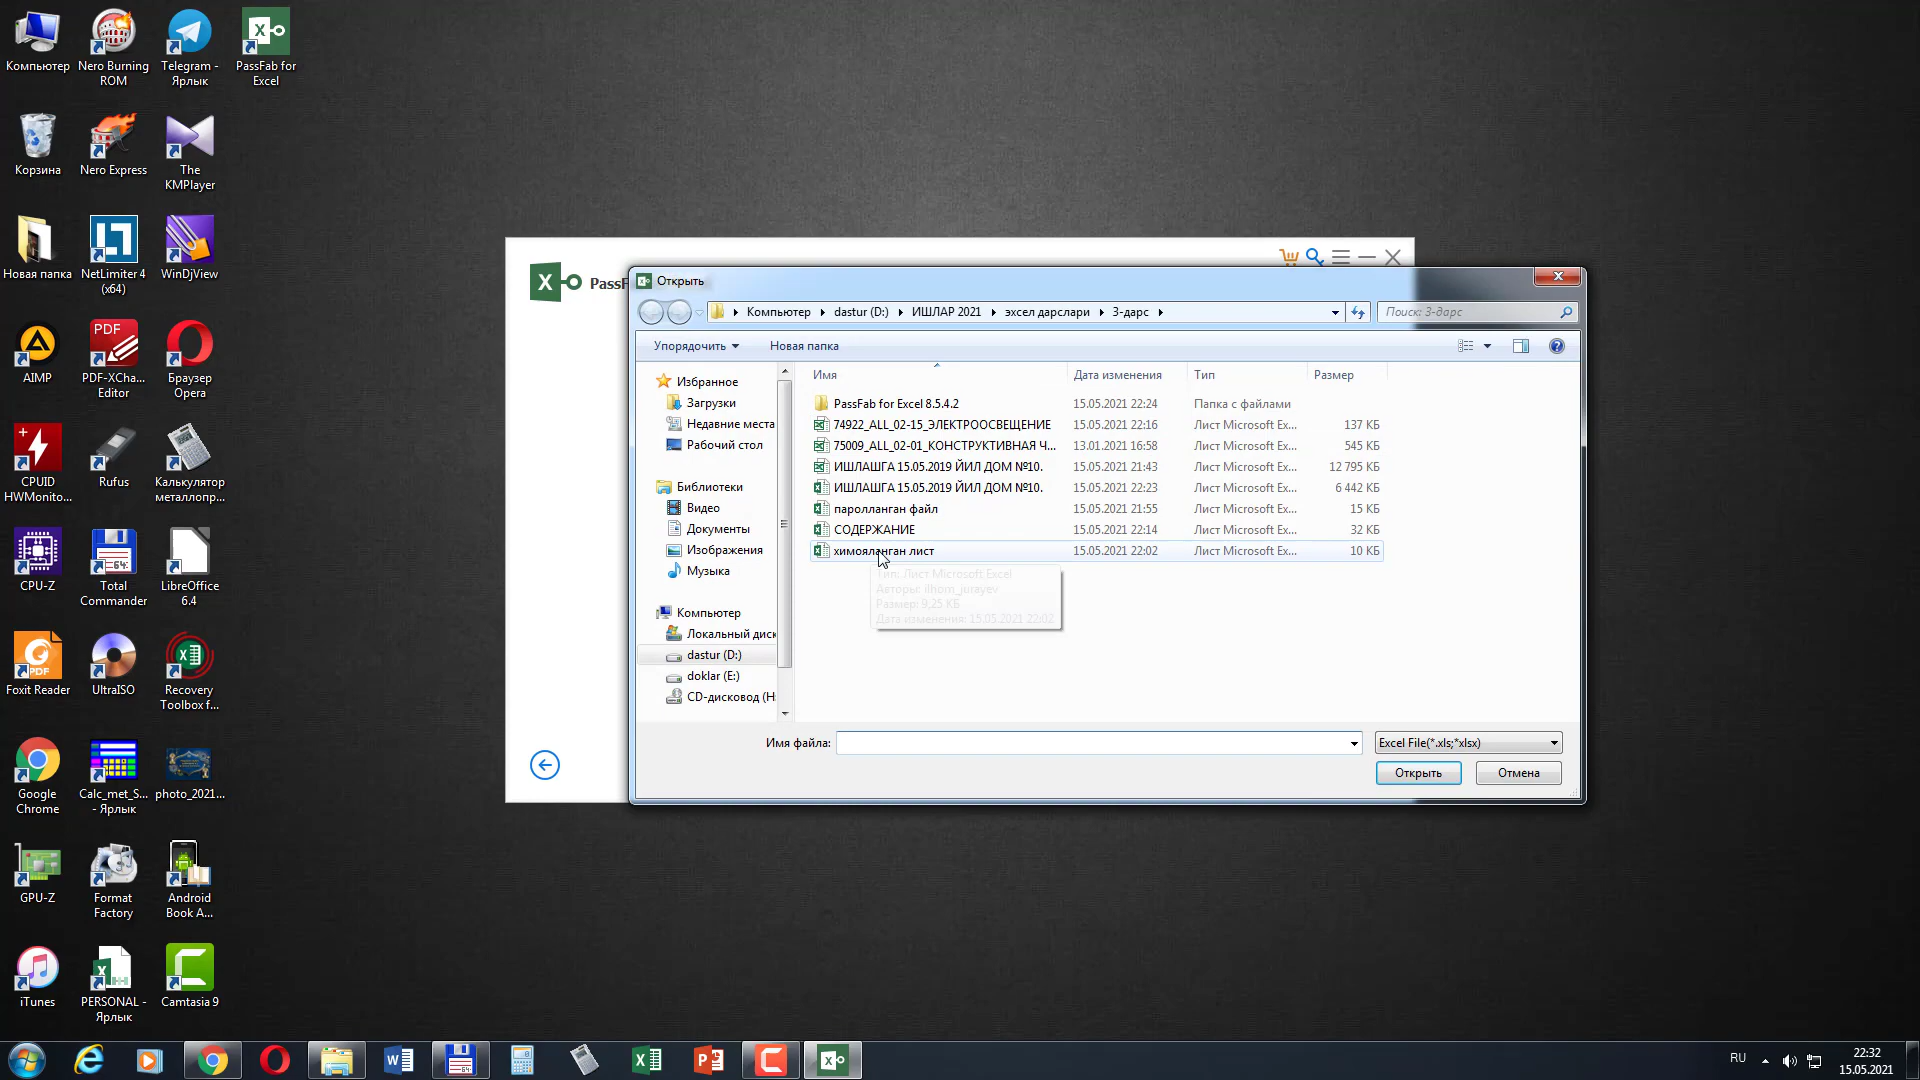 Компьютер
Nero Burning
ROM
Telegram -
Ярлык
PassFab for
Excel
Корзина
Nero Express
The
KMPlayer
Новая папка
NetLimiter 4
(x64)
WinDjView
AIMP
PDF
PDF-XCha...
Editor
Браузер
Opera
CPUID
HWMonito...
Rufus
Калькулятор
металлопр...
CPU-Z
Total
Commander
LibreOffice
6.4
Foxit Reader
UltraISO
Recovery
Toolbox f...
Google
Chrome
Calc_met_S...
- Ярлык
photo_2021...
GPU-Z
Format
Factory
Android
Book A...
iTunes
PERSONAL -
Ярлык
Camtasia 9
Открыть
Компьютер
dastur (D:)
ИШЛАР 2021
эхсел дарслари
3-дарс
Поиск: 3-дарс
Упорядочить
Новая папка
Избранное
Загрузки
Недавние места
Рабочий стол
Библиотеки
Видео
Документы
Изображения
Музыка
Компьютер
Локальный диск
dastur (D:)
doklar (E:)
CD-дисковод (H:
Имя
Дата изменения
Тип
Размер
PassFab for Excel 8.5.4.2 15.05.2021 22:24 Папка с файлами
74922_ALL_02-15_ЭЛЕКТРООСВЕЩЕНИЕ 15.05.2021 22:16 Лист Microsoft Ex... 137 КБ
75009_ALL_02-01_КОНСТРУКТИВНАЯ Ч... 13.01.2021 16:58 Лист Microsoft Ex... 545 КБ
ИШЛАШГА 15.05.2019 ЙИЛ ДОМ №10. 15.05.2021 21:43 Лист Microsoft Ex... 12 795 КБ
ИШЛАШГА 15.05.2019 ЙИЛ ДОМ №10. 15.05.2021 22:23 Лист Microsoft Ex... 6 442 КБ
паролланган файл 15.05.2021 21:55 Лист Microsoft Ex... 15 КБ
СОДЕРЖАНИЕ 15.05.2021 22:14 Лист Microsoft Ex... 32 КБ
химояланган лист 15.05.2021 22:02 Лист Microsoft Ex... 10 КБ
Тип: Лист Microsoft Excel
Авторы: ilhom_jurayev
Размер: 9,25 КБ
Дата изменения: 15.05.2021 22:02
Имя файла:
Excel File(*.xls;*xlsx)
Открыть
Отмена
RU
22:32
15.05.2021